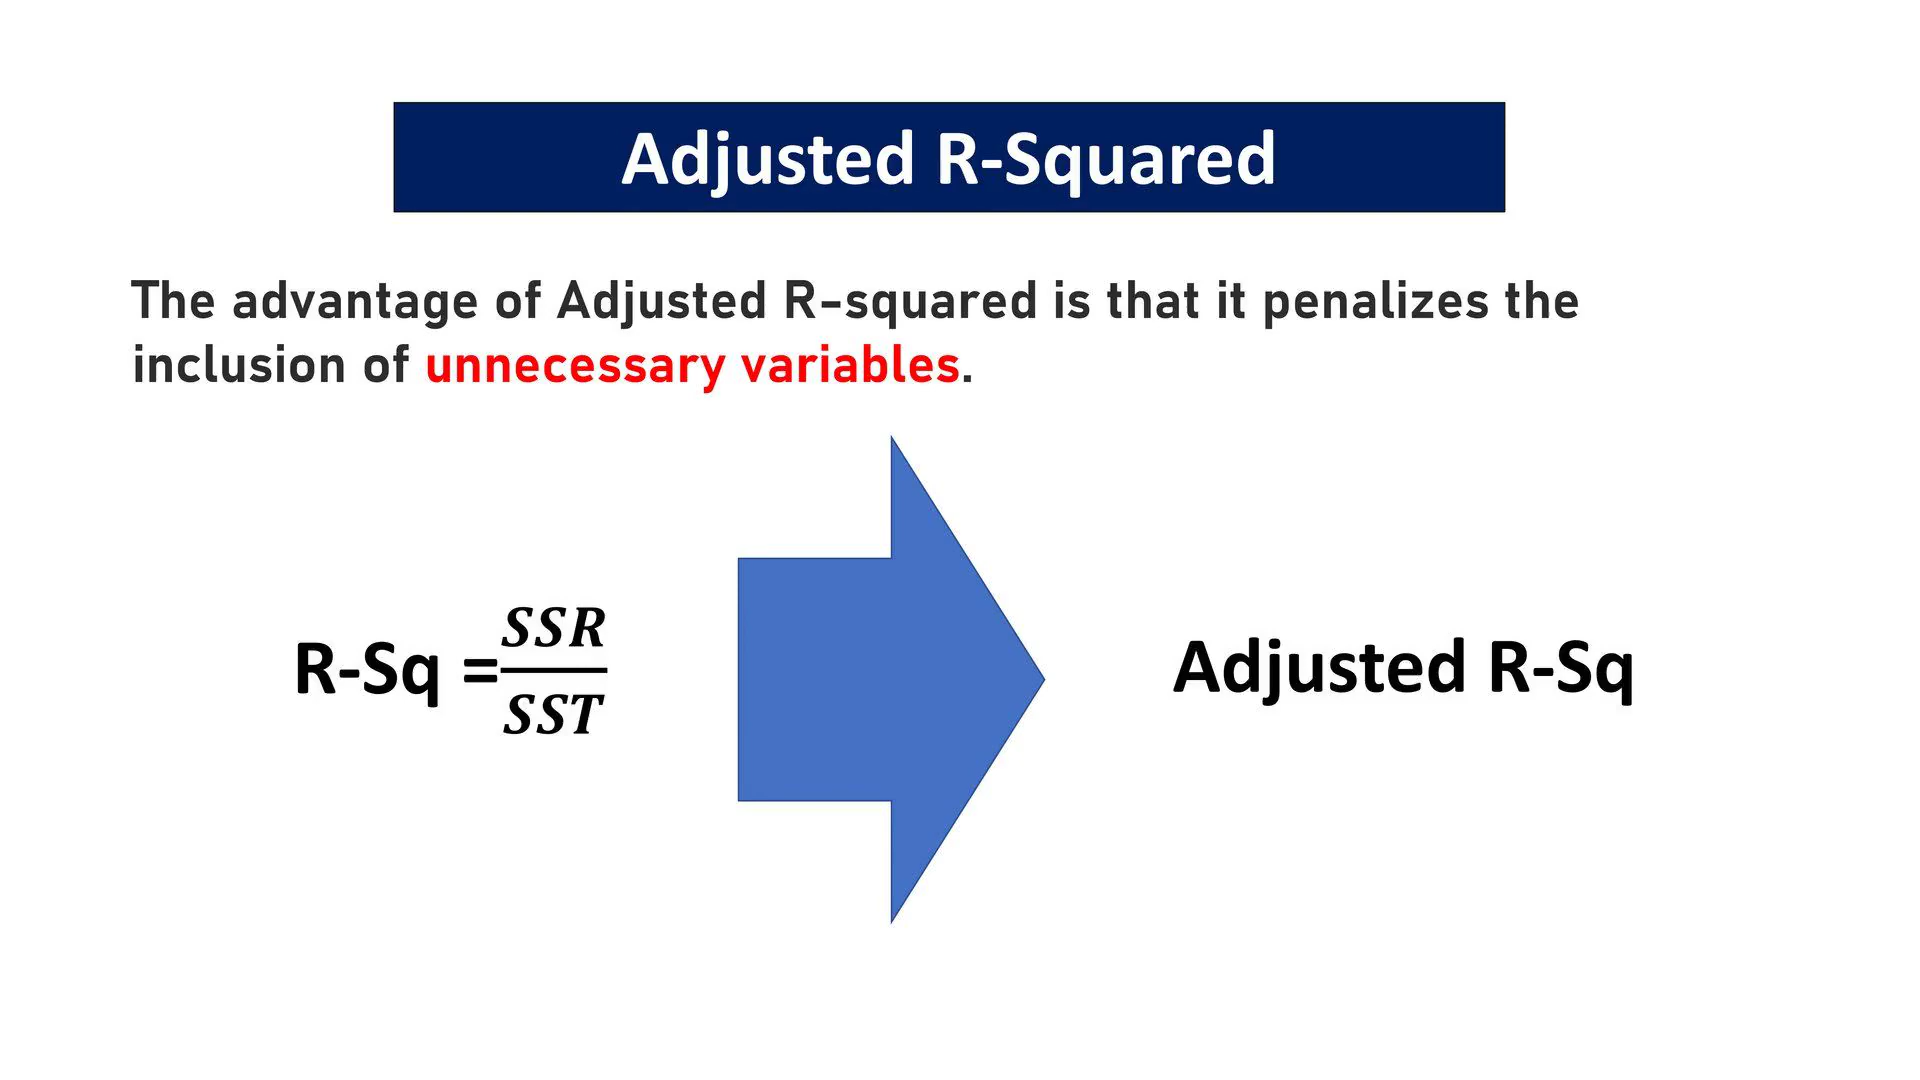 Adjusted R-Squared
The advantage of Adjusted R-squared is that it penalizes the
inclusion of unnecessary variables.
R-Sq = SSR / SST
Adjusted R-Sq